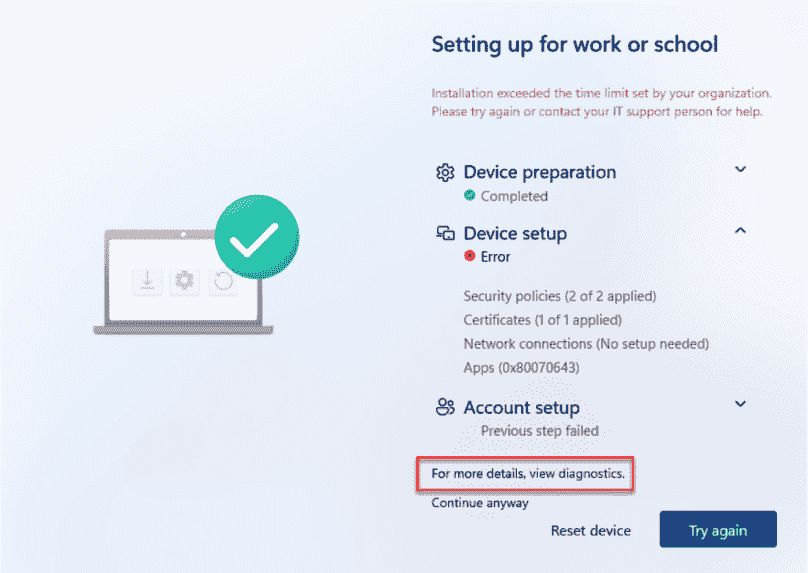 Setting up for work or school
Installation exceeded the time limit set by your organization.
Please try again or contact your IT support person for help.
Device preparation
Completed
Device setup
Error
Security policies (2 of 2 applied)
Certificates (1 of 1 applied)
Network connections (No setup needed)
Apps (0x80070643)
Account setup
Previous step failed
For more details, view diagnostics.
Continue anyway
Reset device
Try again